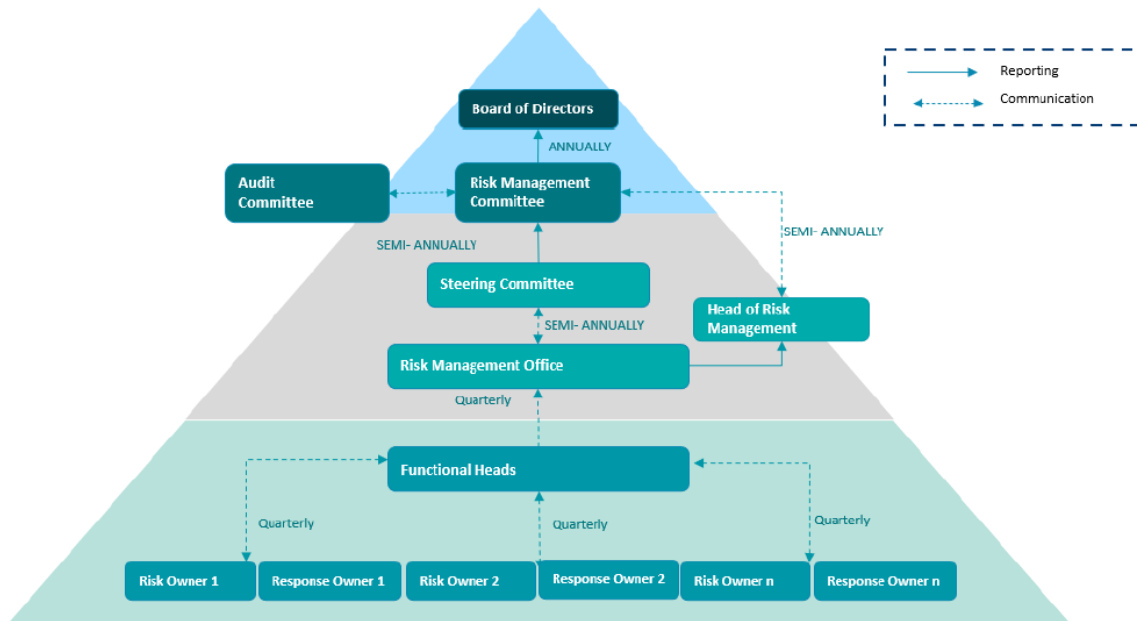 Reporting
Communication
Board of Directors
ANNUALLY
Audit
Committee
Risk Management
Committee
SEMI- ANNUALLY
SEMI- ANNUALLY
Steering Committee
Head of Risk
Management
SEMI- ANNUALLY
Risk Management Office
Quarterly
Functional Heads
Quarterly
Quarterly
Quarterly
Risk Owner 1
Response Owner 1
Risk Owner 2
Response Owner 2
Risk Owner n
Response Owner n